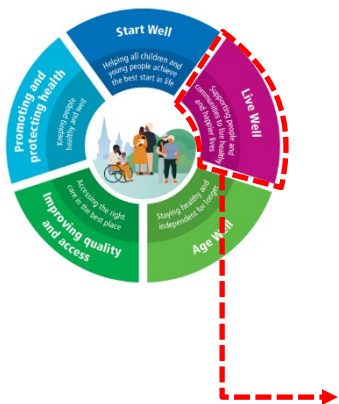 Start Well
Helping all children and
young people achieve
the best start in life
Live Well
Supporting people and
communities to live healthy
and happier lives
Age Well
Staying healthy and
independent for longer
Improving quality
and access
Accessing the right
care in the best place
Promoting and
protecting health
Keeping people
healthy and well